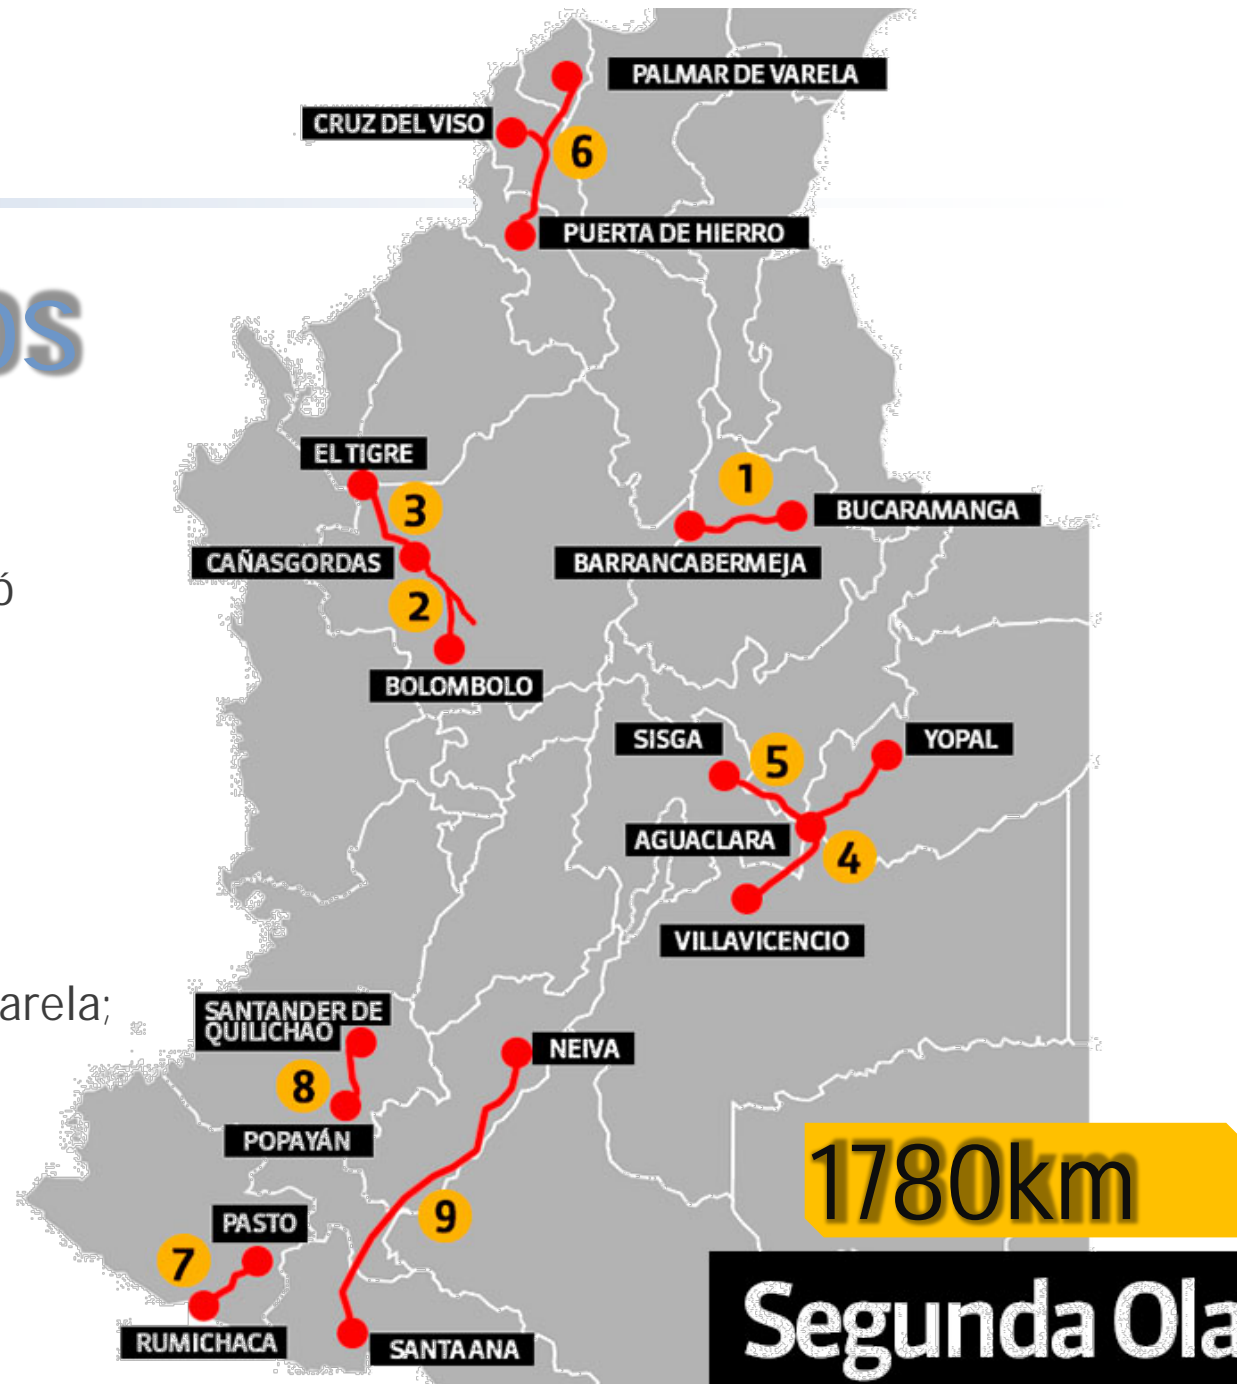 PALMAR DE VARELA
CRUZ DEL VISO
6
PUERTA DE HIERRO
OS
EL TIGRE
3
1
BUCARAMANGA
CAÑASGORDAS
BARRANCABERMEJA
ó
2
BOLOMBOLO
SISGA
5
YOPAL
AGUACLARA
4
VILLAVICENCIO
arela;
SANTANDER DE
QUILICHAO
NEIVA
8
POPAYÁN
1780km
PASTO
9
7
RUMICHACA
SANTA ANA
Segunda Ola